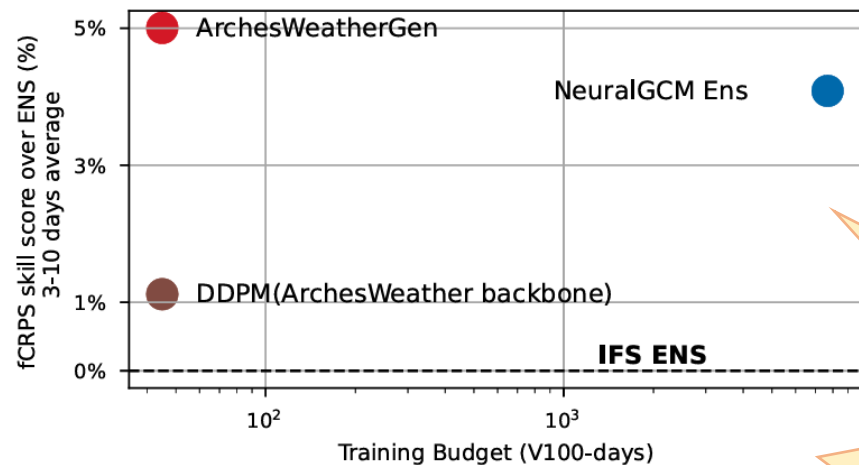 fCRPS skill score over ENS (%)
3-10 days average
5%
3%
1%
0%
ArchesWeatherGen
NeuralGCM Ens
DDPM(ArchesWeather backbone)
IFS ENS
10²
10³
Training Budget (V100-days)